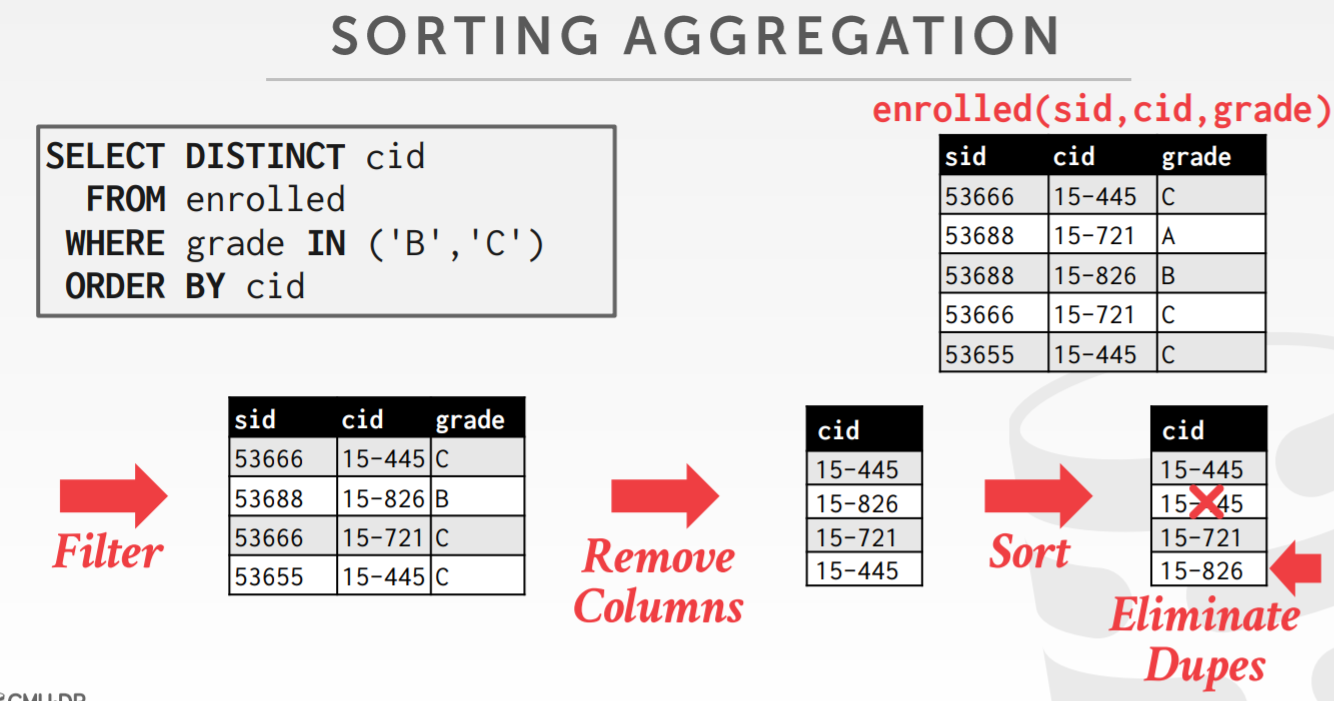 SORTING AGGREGATION
enrolled(sid,cid,grade)
SELECT DISTINCT cid
FROM enrolled
WHERE grade IN ('B','C')
ORDER BY cid
sid cid grade
53666 15-445 C
53688 15-721 A
53688 15-826 B
53666 15-721 C
53655 15-445 C
Filter
sid cid grade
53666 15-445 C
53688 15-826 B
53666 15-721 C
53655 15-445 C
Remove
Columns
cid
15-445
15-826
15-721
15-445
Sort
cid
15-445
15-445
15-721
15-826
Eliminate
Dupes